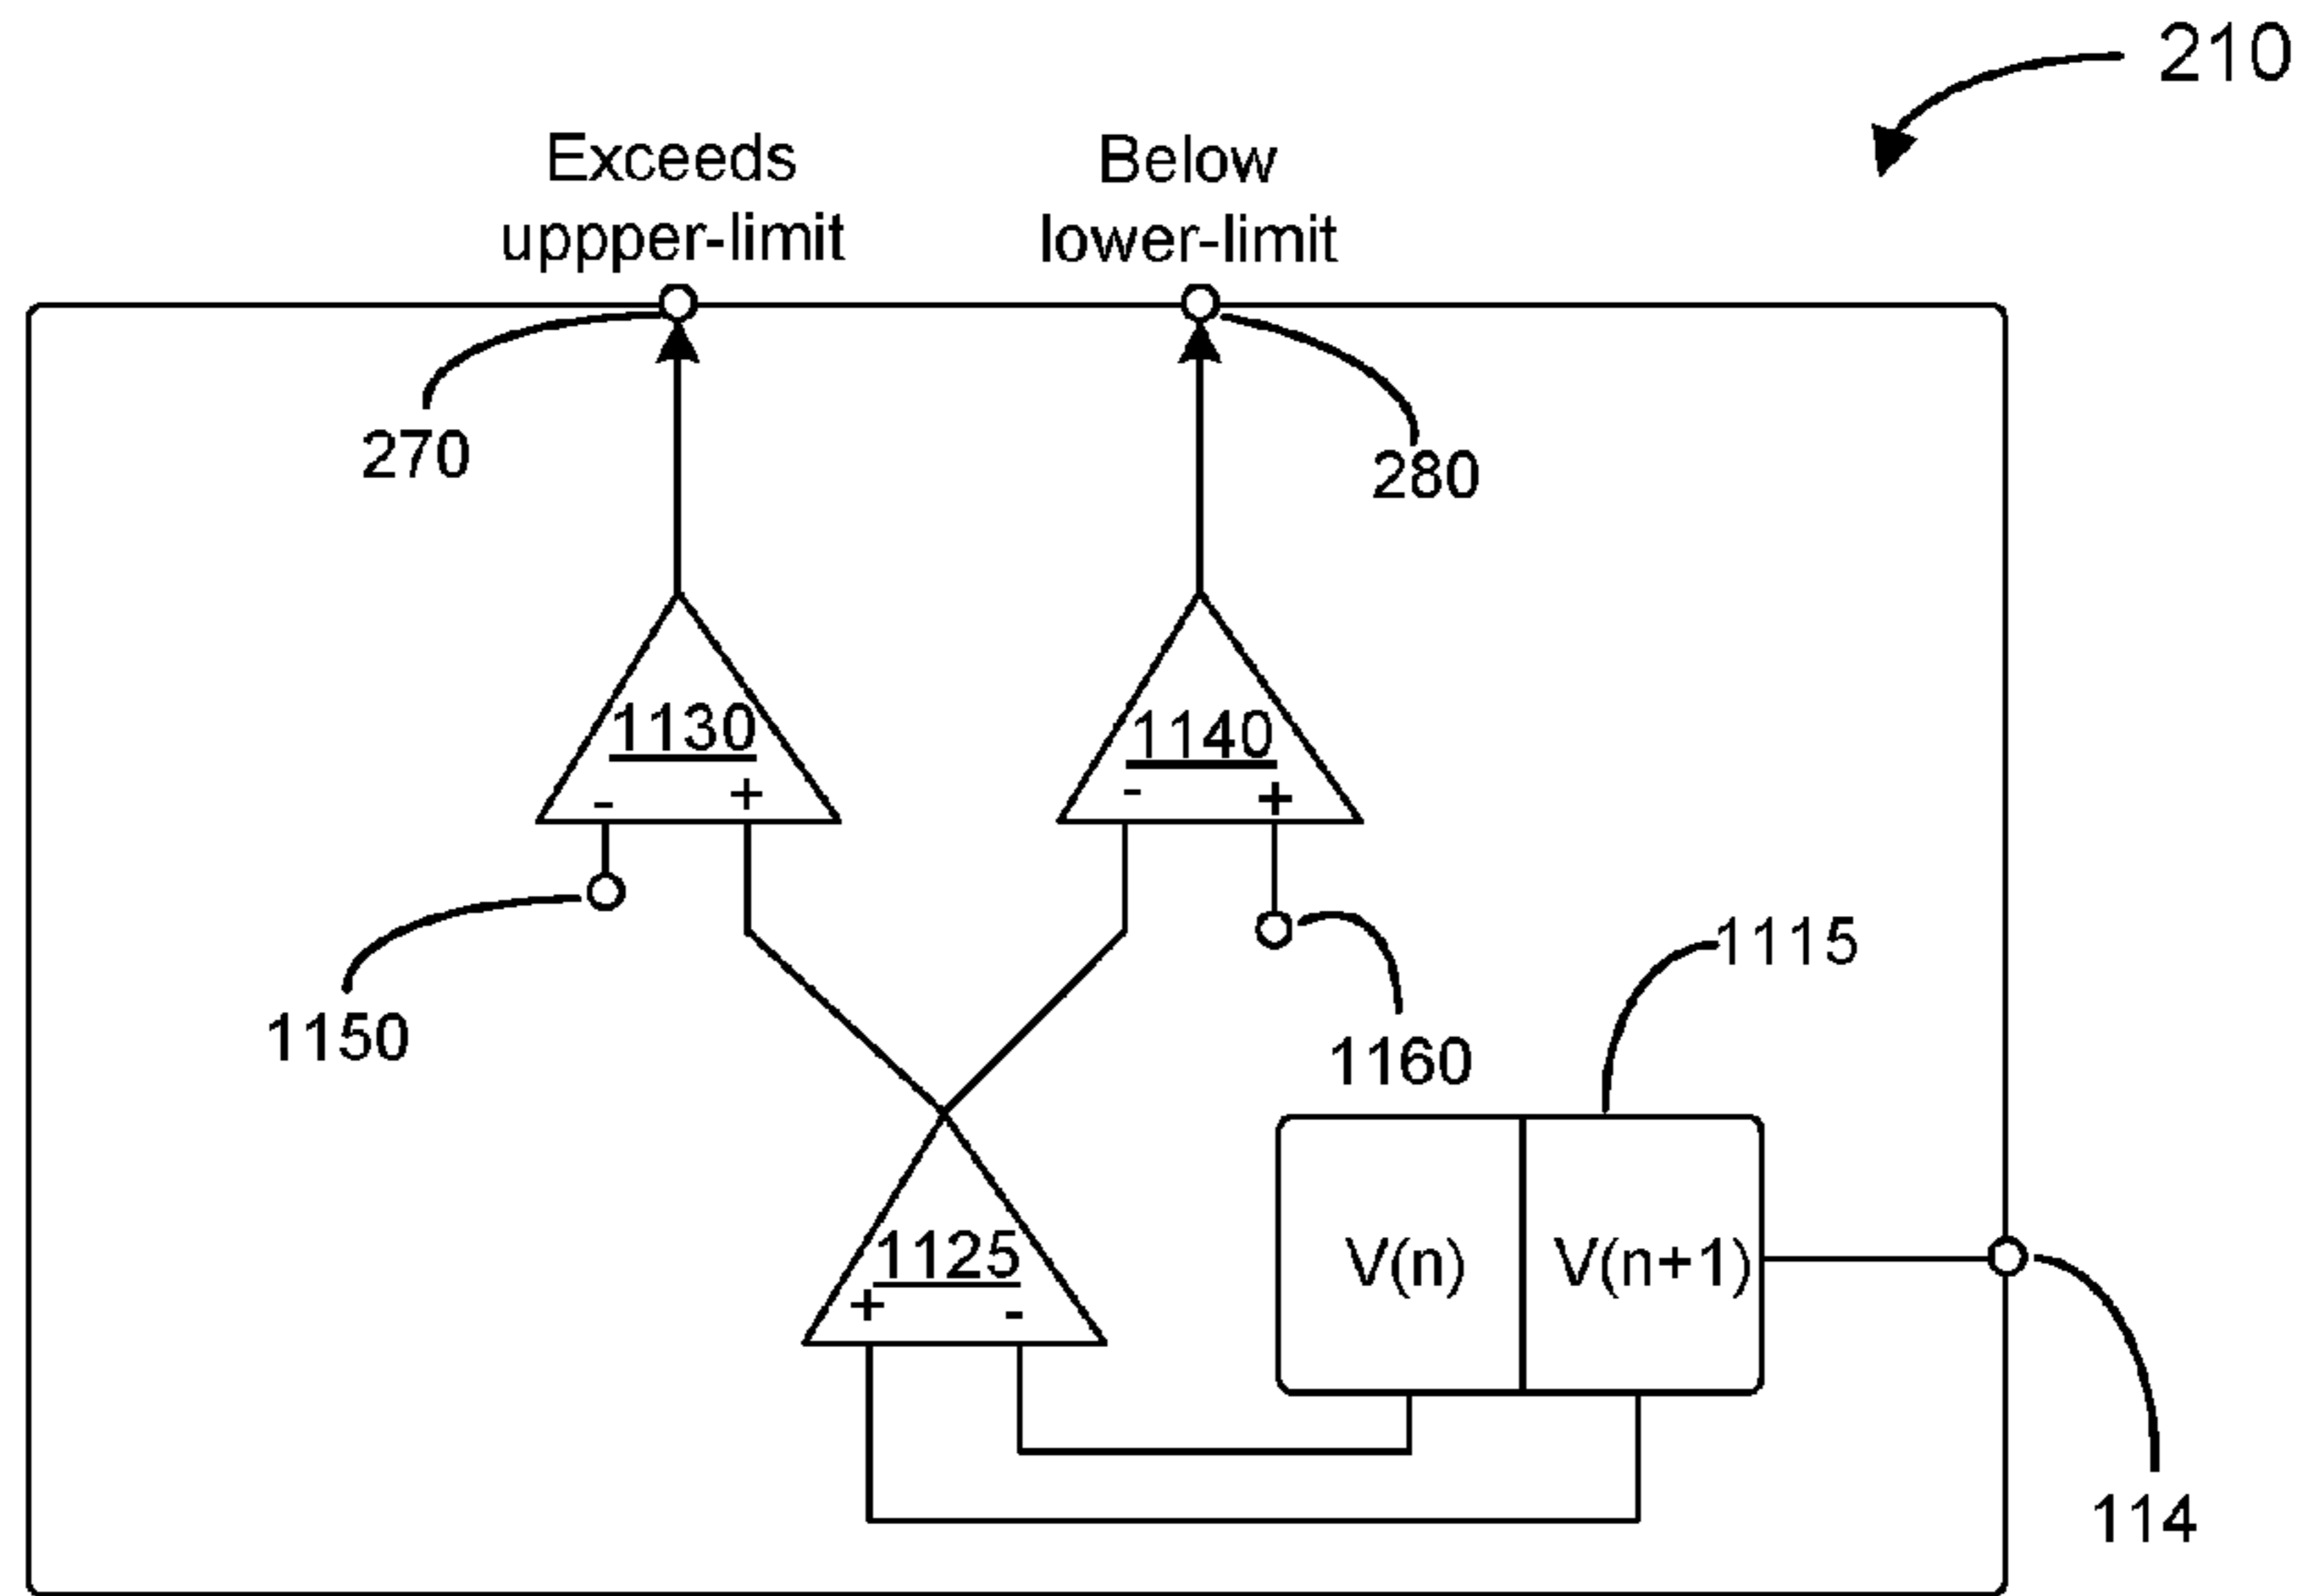 210
Exceeds
uppper-limit
Below
lower-limit
270
280
1130
- +
1140
- +
1150
1160
1115
1125
+ -
V(n)
V(n+1)
114